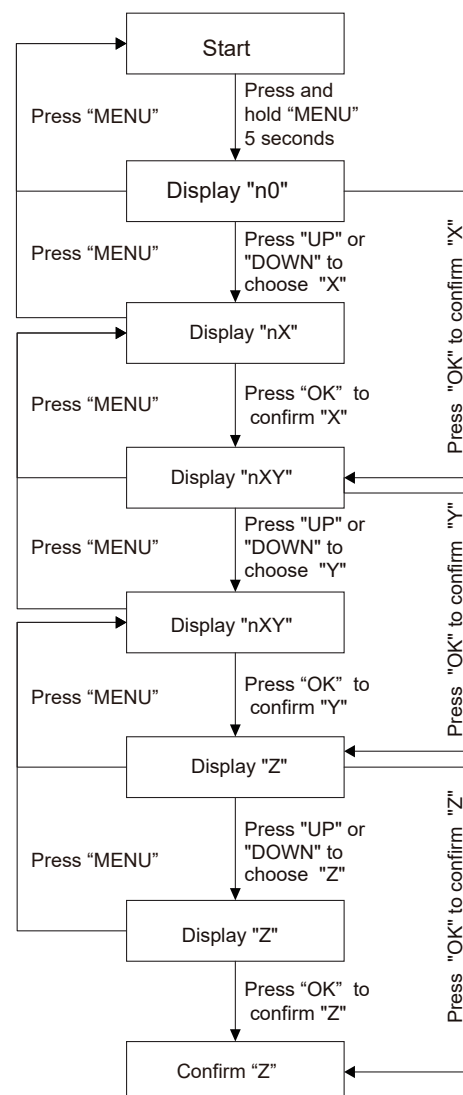 Start
Press “MENU”
Press and
hold “MENU”
5 seconds
Display "n0"
Press “MENU”
Press "UP" or
"DOWN" to
choose "X"
Press "OK" to confirm "X"
Display "nX"
Press “MENU”
Press “OK” to
confirm "X"
Display "nXY"
Press “MENU”
Press "UP" or
"DOWN" to
choose "Y"
Press "OK" to confirm "Y"
Display "nXY"
Press “MENU”
Press “OK” to
confirm "Y"
Display "Z"
Press “MENU”
Press "UP" or
"DOWN" to
choose "Z"
Press "OK" to confirm "Z"
Display "Z"
Press “OK” to
confirm "Z"
Confirm “Z”